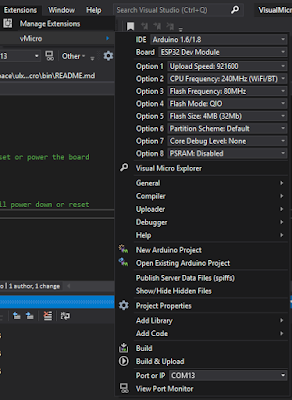 Extensions Window Help
Search Visual Studio (Ctrl+Q)
VisualMicro
Manage Extensions
vMicro
13
Other
IDE Arduino 1.6/1.8
Board ESP32 Dev Module
Option 1 Upload Speed: 921600
pace\ulx...cro\bin\README.md
Option 2 CPU Frequency: 240MHz (WiFi/BT)
Option 3 Flash Frequency: 80MHz
Option 4 Flash Mode: QIO
Option 5 Flash Size: 4MB (32Mb)
Option 6 Partition Scheme: Default
Option 7 Core Debug Level: None
Option 8 PSRAM: Disabled
set or power the board
Visual Micro Explorer
General
Compiler
ll power down or reset
Uploader
Debugger
Help
New Arduino Project
Open Existing Arduino Project
Publish Server Data Files (spiffs)
o | 1 author, 1 change
Show/Hide Hidden Files
Project Properties
Add Library
Add Code
Build
Build & Upload
Port or IP COM13
View Port Monitor